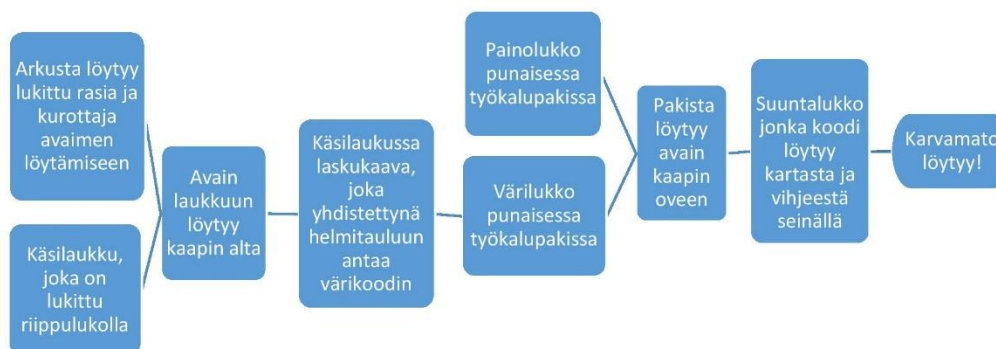 Arkusta löytyy
lukittu rasia ja
kurottaja
avaimen
löytämiseen
Käsilaukku,
joka on
lukittu
riippulukolla
Avain
laukkuun
löytyy
kaapin alta
Käsilaukussa
laskukaava,
joka
yhdistettynä
helmitauluun
antaa
värikoodin
Painolukko
punaisessa
työkalupakissa
Värilukko
punaisessa
työkalupakissa
Pakista
löytyy
avain
kaapin
oveen
Suuntalukko
jonka koodi
löytyy
kartasta ja
vihjeestä
seinällä
Karvamato
löytyy!